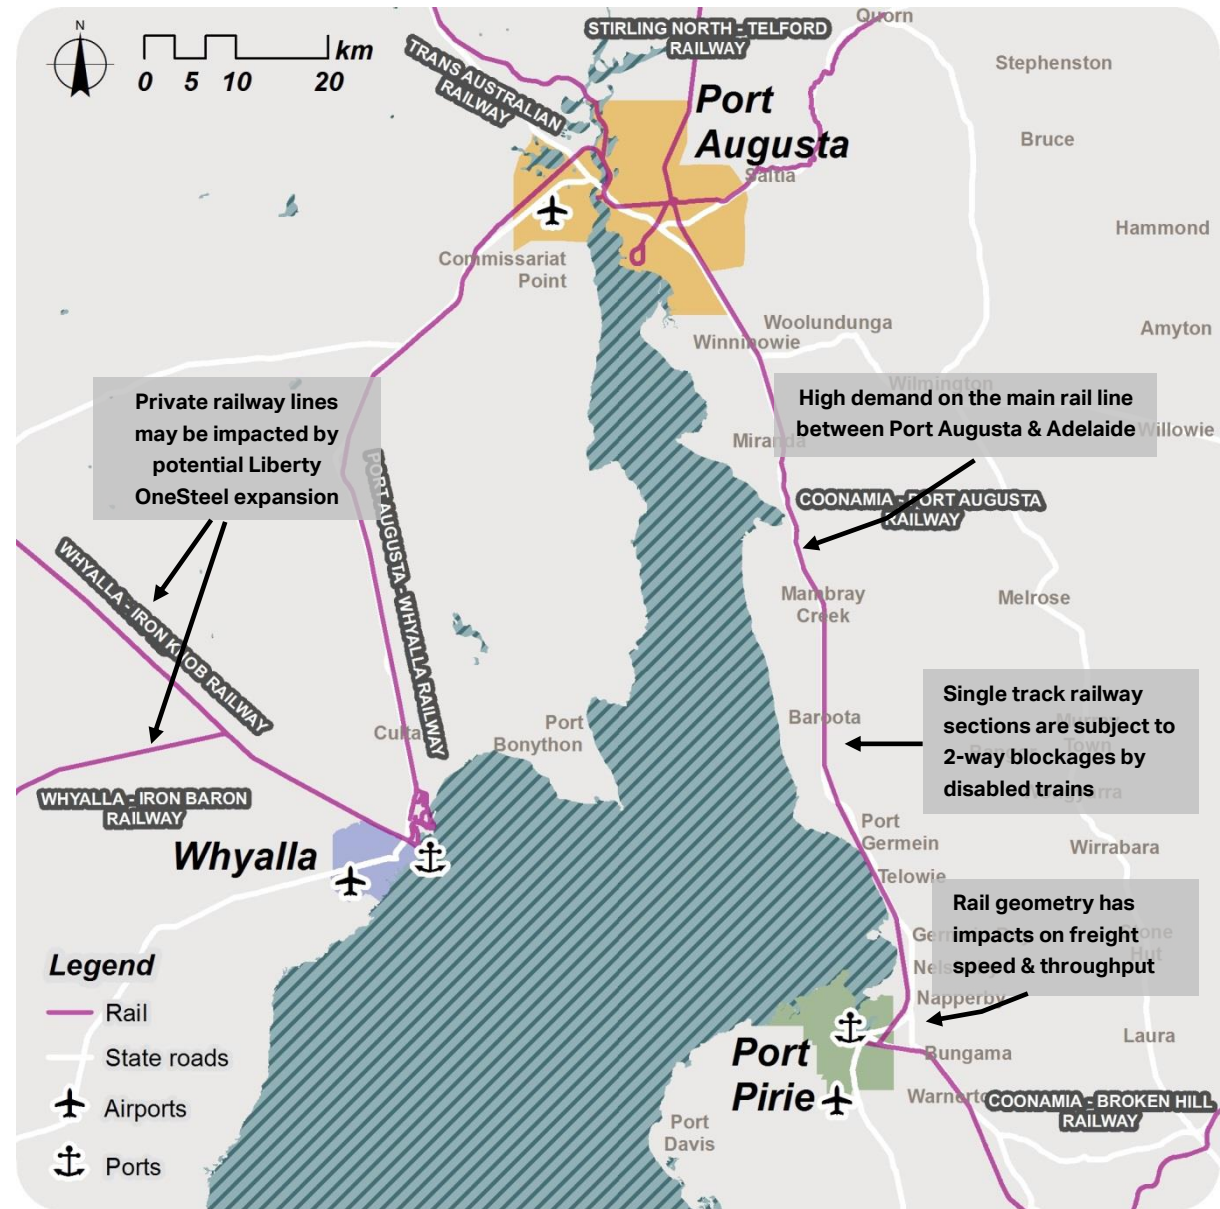 N
0 5 10 20 km
STIRLING NORTH - TELFORD
RAILWAY
Quorn
Stephenston
TRANS AUSTRALIAN
RAILWAY
Port
Augusta
Bruce
Saltia
Hammond
Commissariat
Point
Woolundunga
Winninowie
Amyton
Wilmington
Private railway lines
may be impacted by
potential Liberty
OneSteel expansion
High demand on the main rail line
between Port Augusta & Adelaide
Willowie
Miranda
PORT AUGUSTA - WHYALLA RAILWAY
COONAMIA - PORT AUGUSTA
RAILWAY
WHYALLA - IRON KNOB RAILWAY
Mambray
Creek
Melrose
Single track railway
sections are subject to
2-way blockages by
disabled trains
Town
Baroota
Port
Bonython
Cultana
WHYALLA - IRON BARON
RAILWAY
Port
Germein
Wirrabara
Whyalla
Telowie
Rail geometry has
impacts on freight
speed & throughput
Stone
Hut
Napperby
Legend
Rail
State roads
Airports
Ports
Port
Pirie
Bungama
Laura
Port
Davis
COONAMIA - BROKEN HILL
RAILWAY